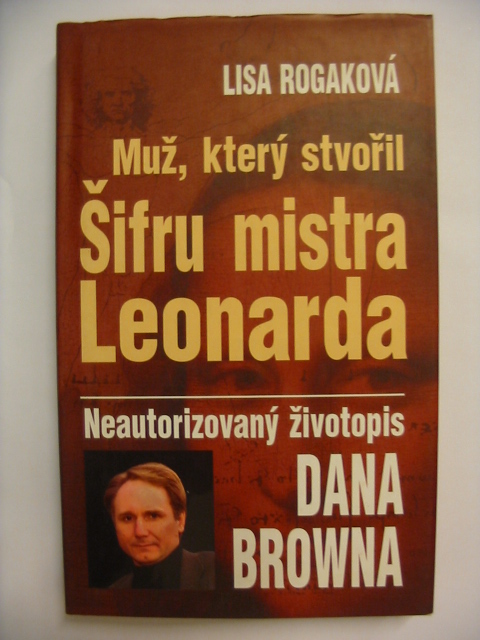 LISA ROGAKOVÁ
Muž, který stvořil
Šifru mistra
Leonarda
Neautorizovaný životopis
DANA
BROWNA